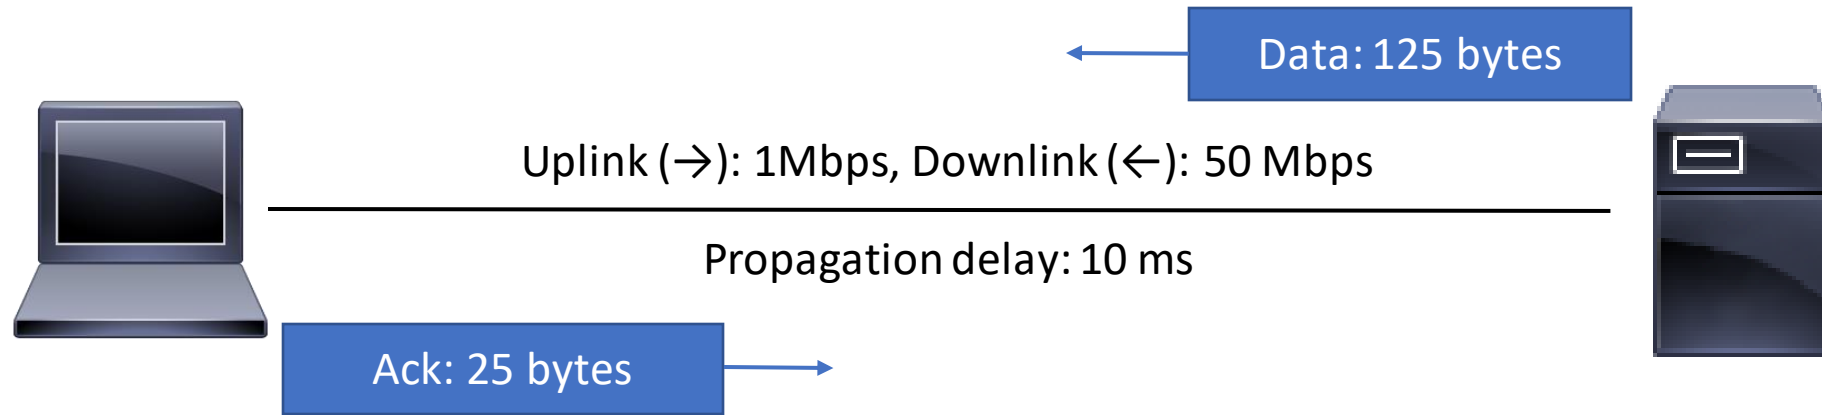 Data: 125 bytes
Uplink (→): 1Mbps, Downlink (←): 50 Mbps
Propagation delay: 10 ms
Ack: 25 bytes